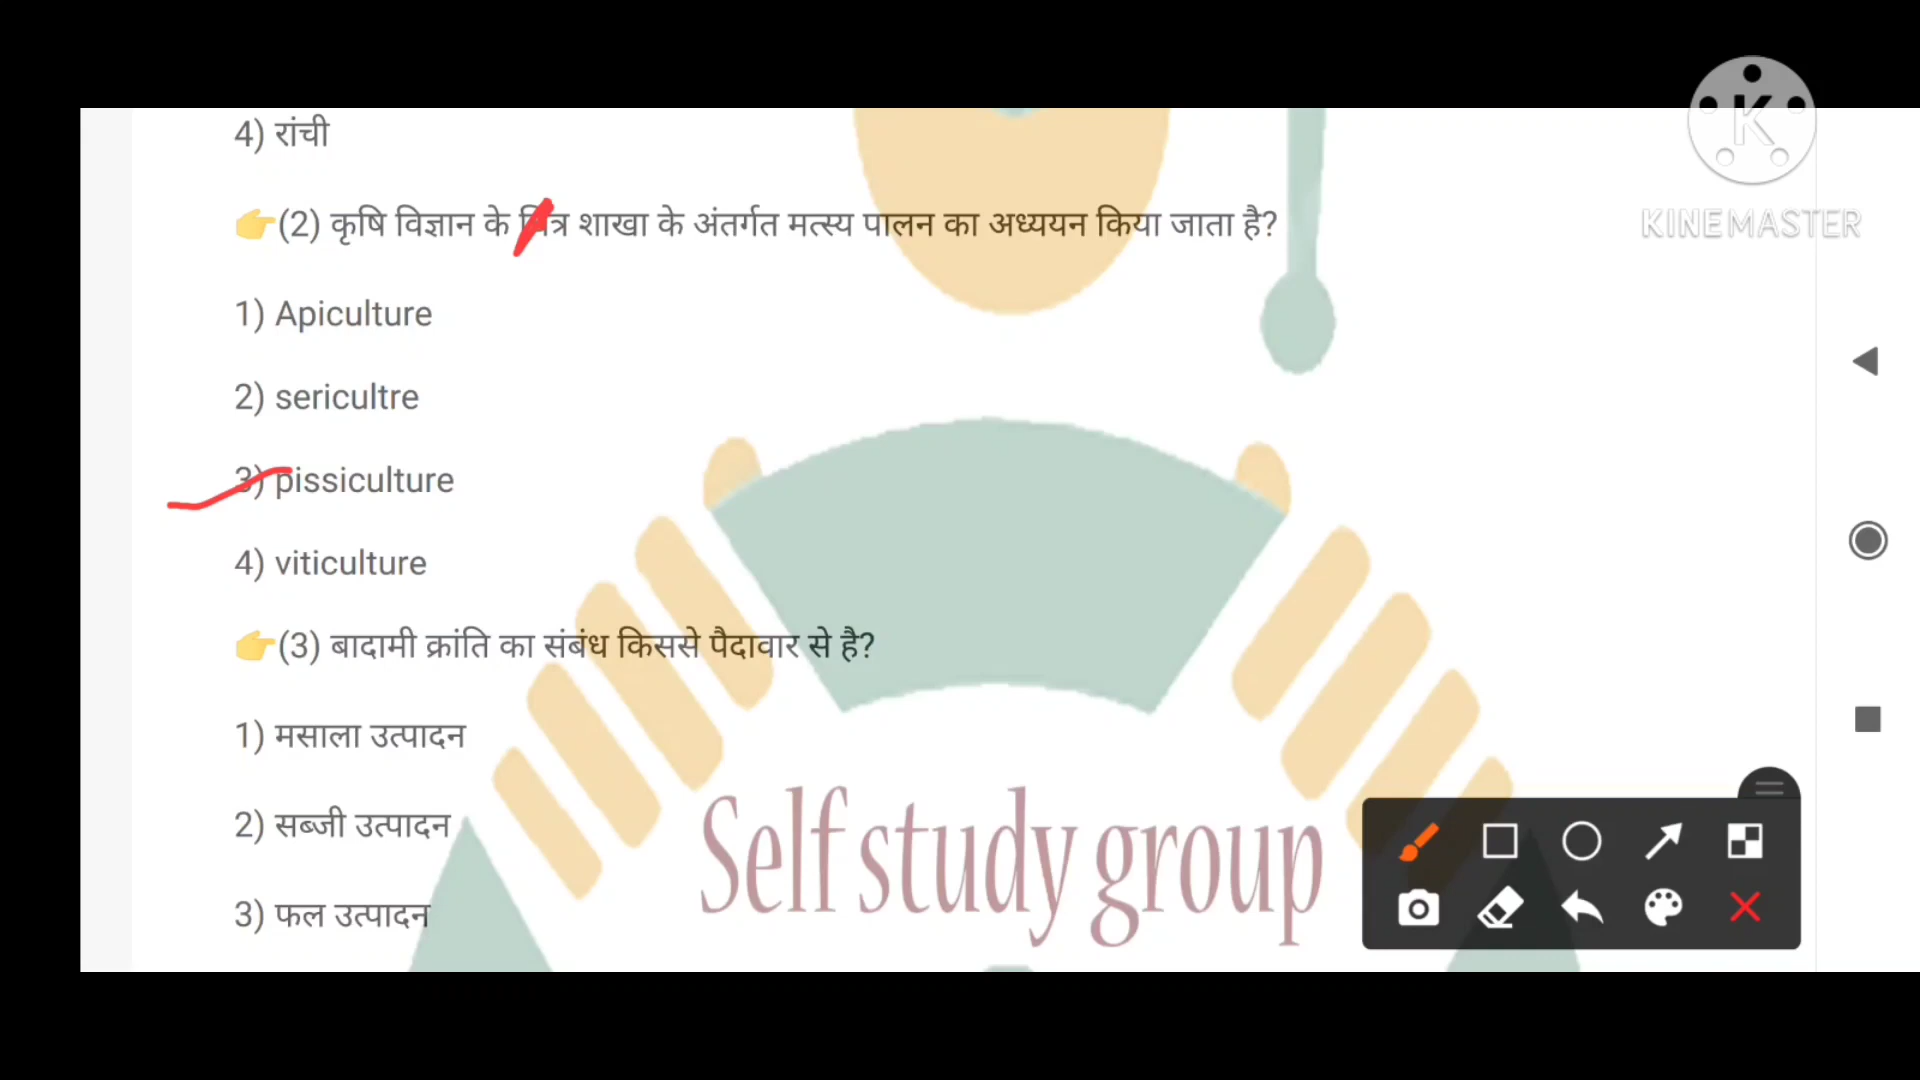 4) रांची
KINEMASTER
👉(2) कृषि विज्ञान के शाखा के अंतर्गत मत्स्य पालन का अध्ययन किया जाता है?
1) Apiculture
2) sericultre
3) pissiculture
4) viticulture
👉(3) बादामी क्रांति का संबंध किससे पैदावार से है?
1) मसाला उत्पादन
2) सब्जी उत्पादन
3) फल उत्पादन
Self study group